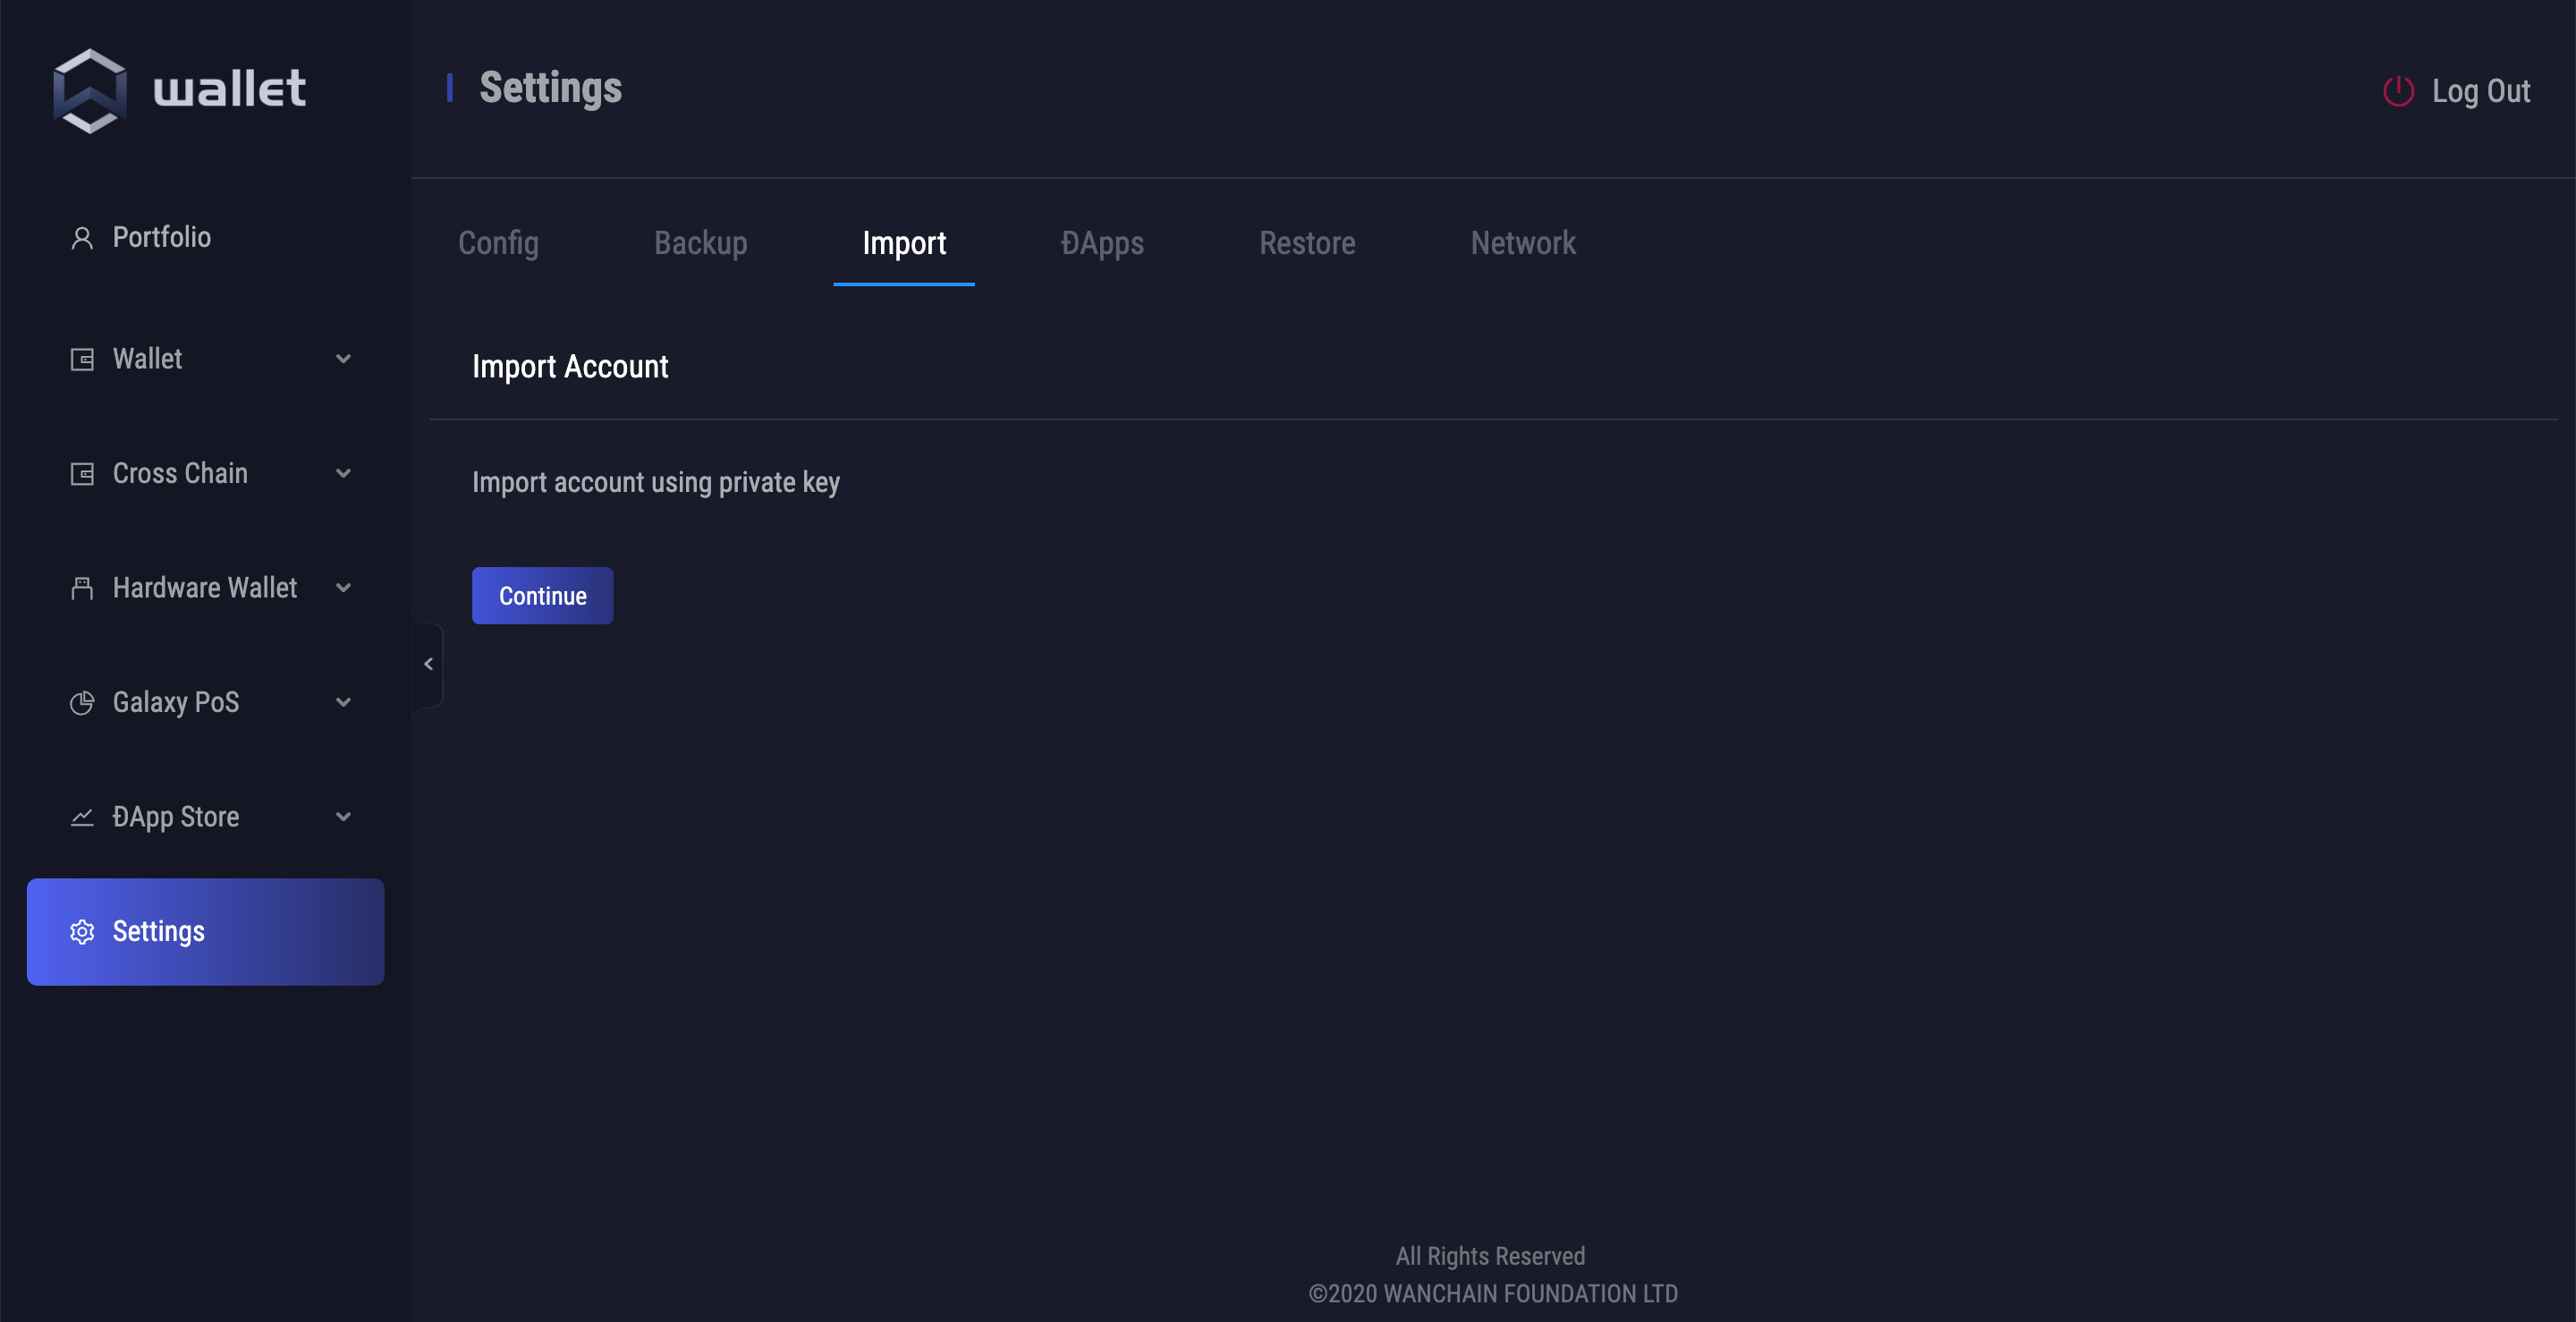 wallet
Settings
Log Out
Portfolio
Wallet
Cross Chain
Hardware Wallet
Galaxy PoS
ĐApp Store
Settings
Config Backup Import ĐApps Restore Network
Import Account
Import account using private key
Continue
All Rights Reserved
©2020 WANCHAIN FOUNDATION LTD